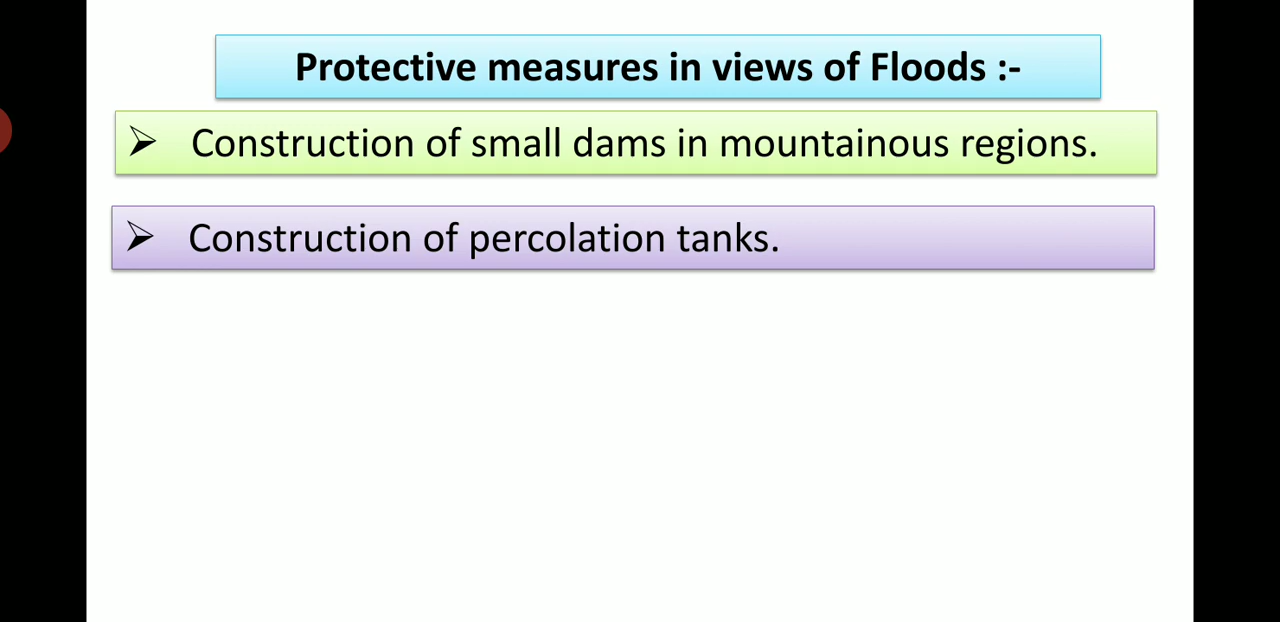 Protective measures in views of Floods :-
➢ Construction of small dams in mountainous regions.
➢ Construction of percolation tanks.